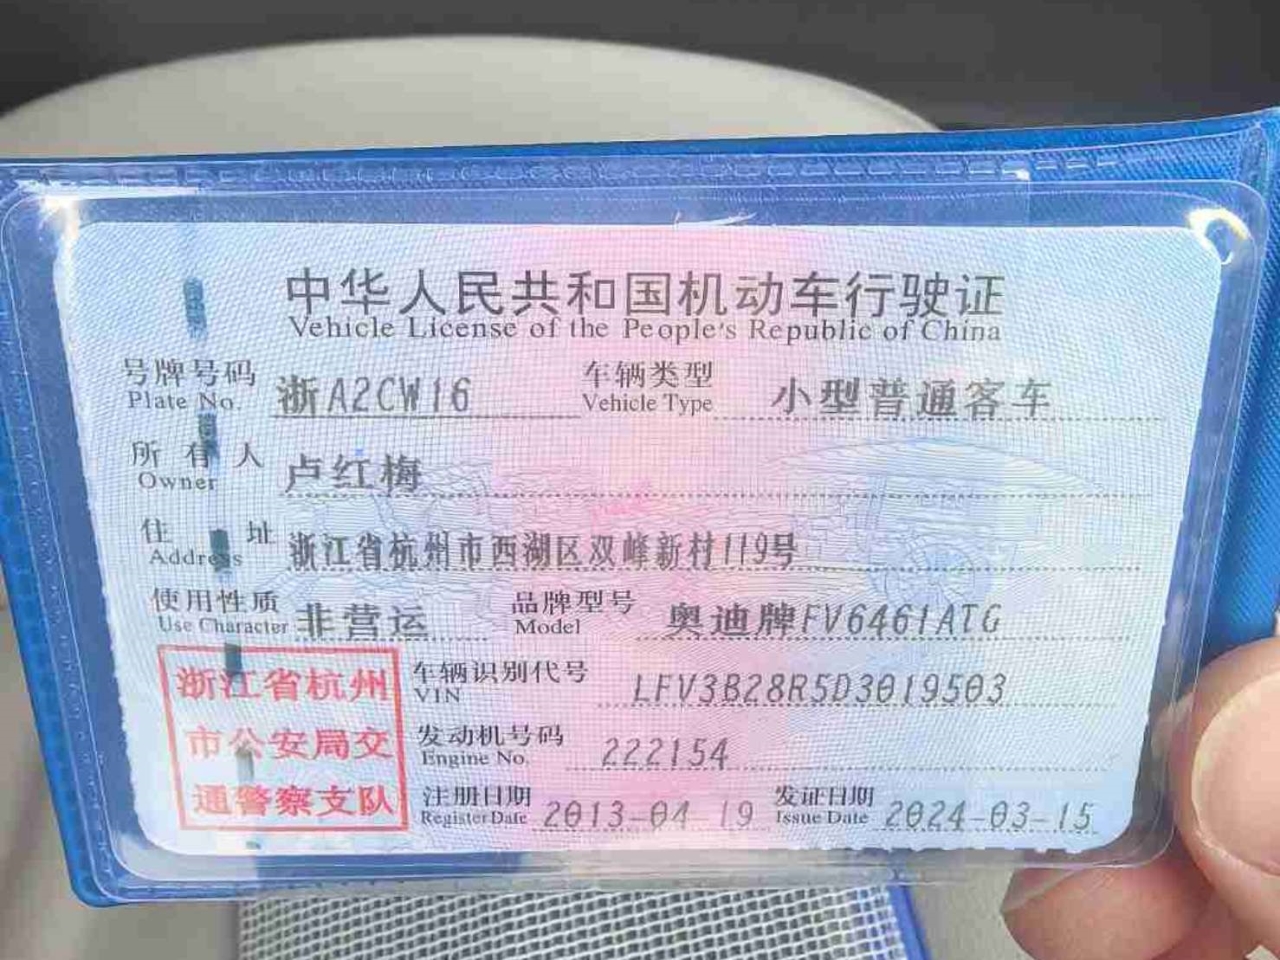 中华人民共和国机动车行驶证
Vehicle License of the People's Republic of China
号牌号码 浙A2CW16 车辆类型 小型普通客车
Plate No. Vehicle Type
所有人 卢红梅
Owner
住址 浙江省杭州市西湖区双峰新村119号
Address
使用性质 非营运 品牌型号 奥迪牌FV6461ATG
Use Character Model
浙江省杭州
市公安局交
通警察支队
车辆识别代号 LFV3B28R5D3019503
VIN
发动机号码 222154
Engine No.
注册日期 2013-04-19 发证日期 2024-03-15
Register Date Issue Date